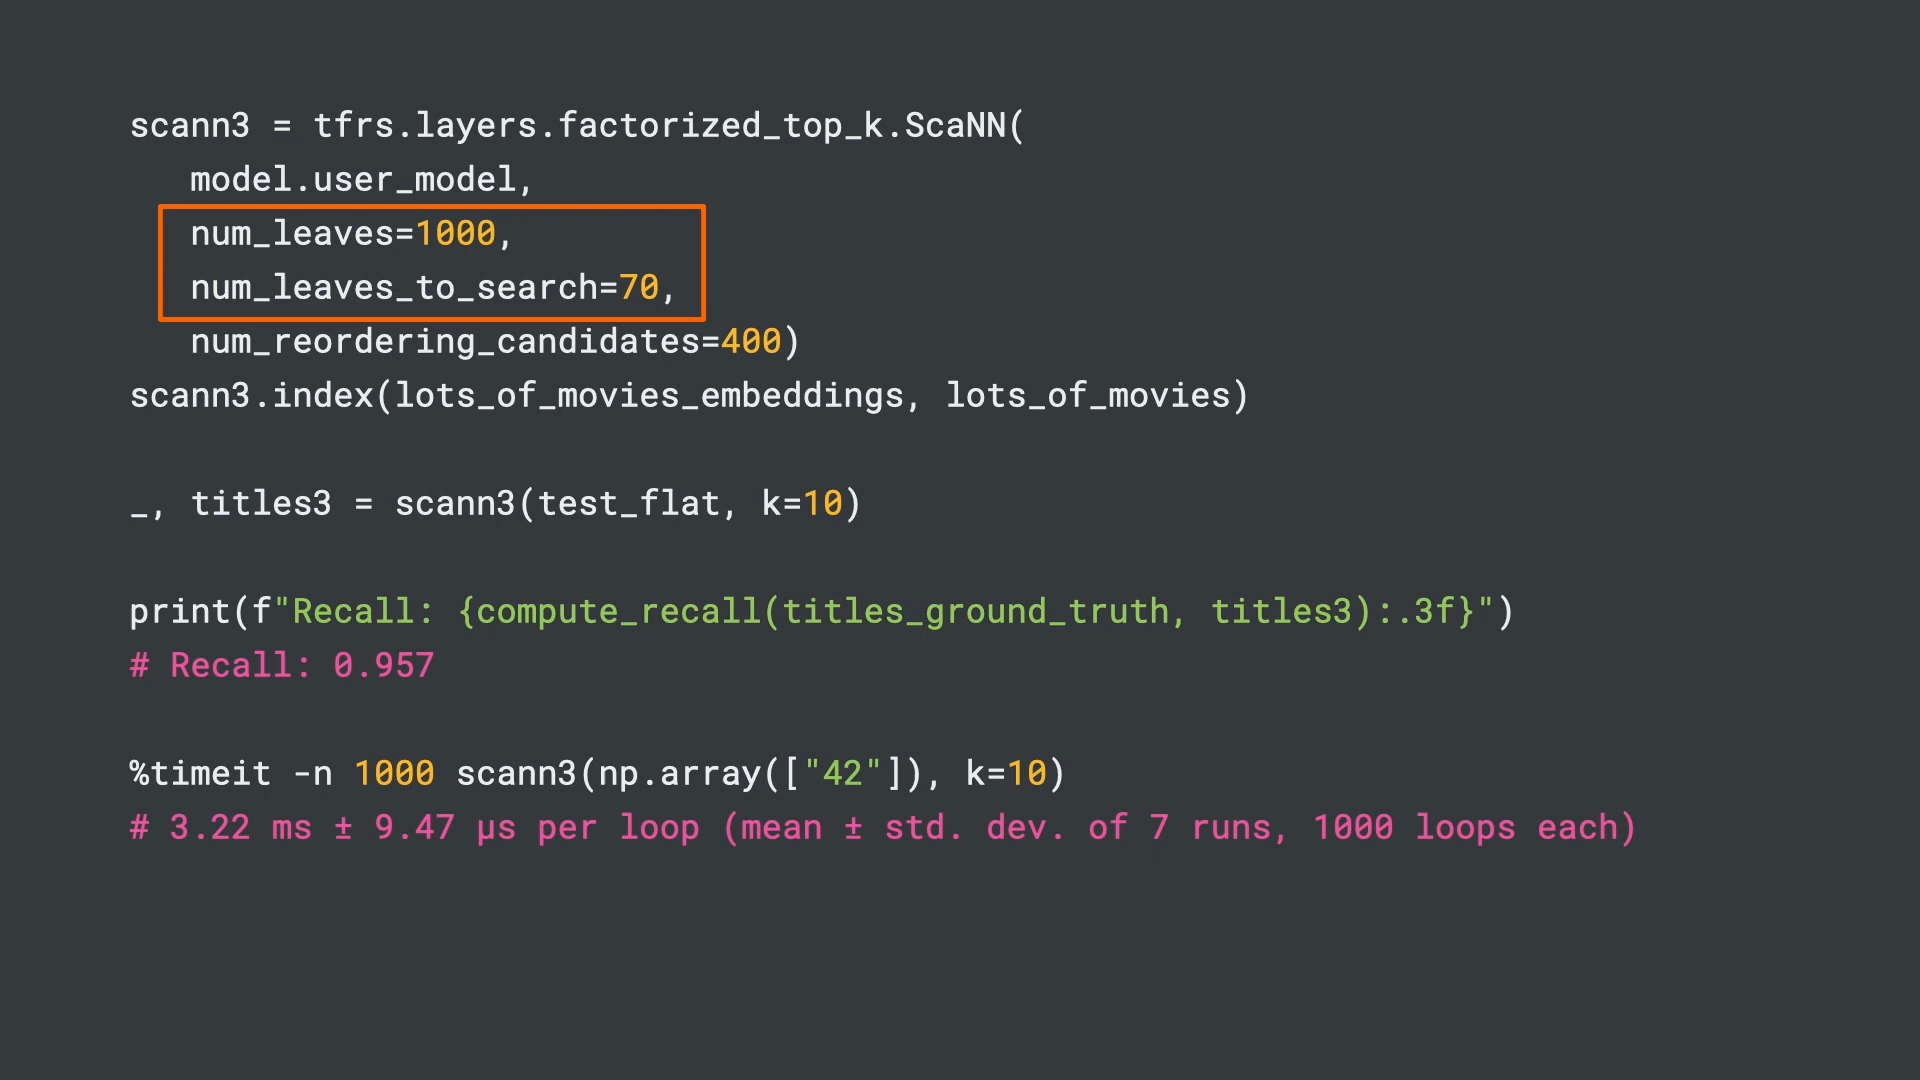 scann3 = tfrs.layers.factorized_top_k.ScaNN(
   model.user_model,
   num_leaves=1000,
   num_leaves_to_search=70,
   num_reordering_candidates=400)
scann3.index(lots_of_movies_embeddings, lots_of_movies)
_, titles3 = scann3(test_flat, k=10)
print(f"Recall: {compute_recall(titles_ground_truth, titles3):.3f}")
# Recall: 0.957
%timeit -n 1000 scann3(np.array(["42"]), k=10)
# 3.22 ms ± 9.47 µs per loop (mean ± std. dev. of 7 runs, 1000 loops each)